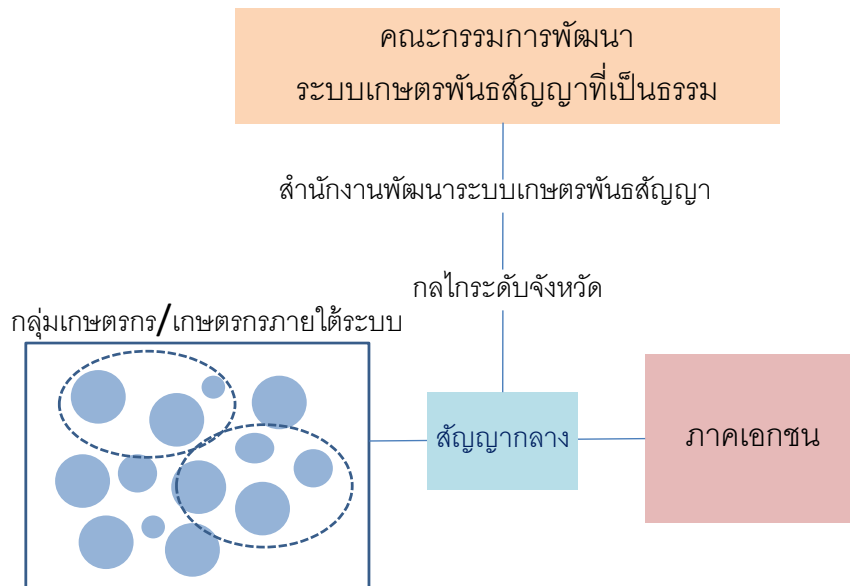 คณะกรรมการพัฒนา
ระบบเกษตรพันธสัญญาที่เป็นธรรม
สำนักงานพัฒนาระบบเกษตรพันธสัญญา
กลไกระดับจังหวัด
กลุ่มเกษตรกร/เกษตรกรภายใต้ระบบ
สัญญากลาง
ภาคเอกชน